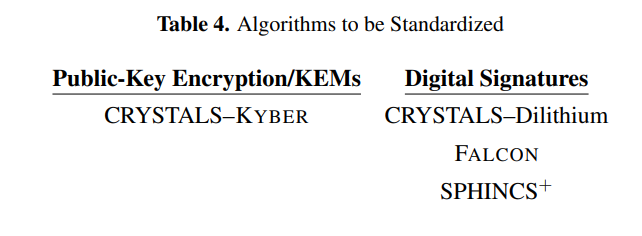 Table 4. Algorithms to be Standardized
Public-Key Encryption/KEMs Digital Signatures
CRYSTALS–KYBER CRYSTALS–Dilithium
FALCON
SPHINCS+